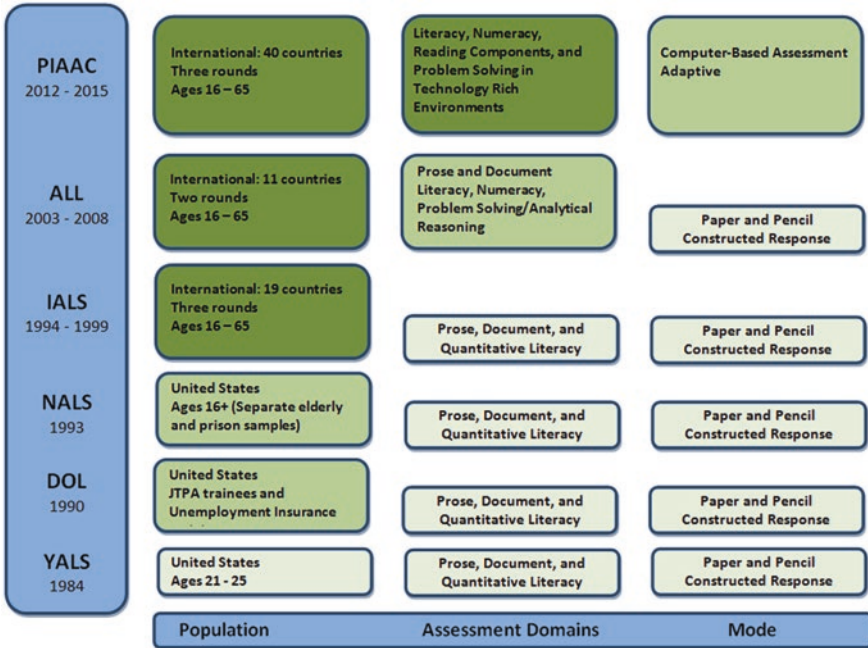 PIAAC
2012 - 2015
International: 40 countries
Three rounds
Ages 16 – 65
Literacy, Numeracy,
Reading Components, and
Problem Solving in
Technology Rich
Environments
Computer-Based Assessment
Adaptive
ALL
2003 - 2008
International: 11 countries
Two rounds
Ages 16 – 65
Prose and Document
Literacy, Numeracy,
Problem Solving/Analytical
Reasoning
Paper and Pencil
Constructed Response
IALS
1994 - 1999
International: 19 countries
Three rounds
Ages 16 – 65
Prose, Document, and
Quantitative Literacy
Paper and Pencil
Constructed Response
NALS
1993
United States
Ages 16+ (Separate elderly
and prison samples)
Prose, Document, and
Quantitative Literacy
Paper and Pencil
Constructed Response
DOL
1990
United States
JTPA trainees and
Unemployment Insurance
Prose, Document, and
Quantitative Literacy
Paper and Pencil
Constructed Response
YALS
1984
United States
Ages 21 - 25
Prose, Document, and
Quantitative Literacy
Paper and Pencil
Constructed Response
Population
Assessment Domains
Mode